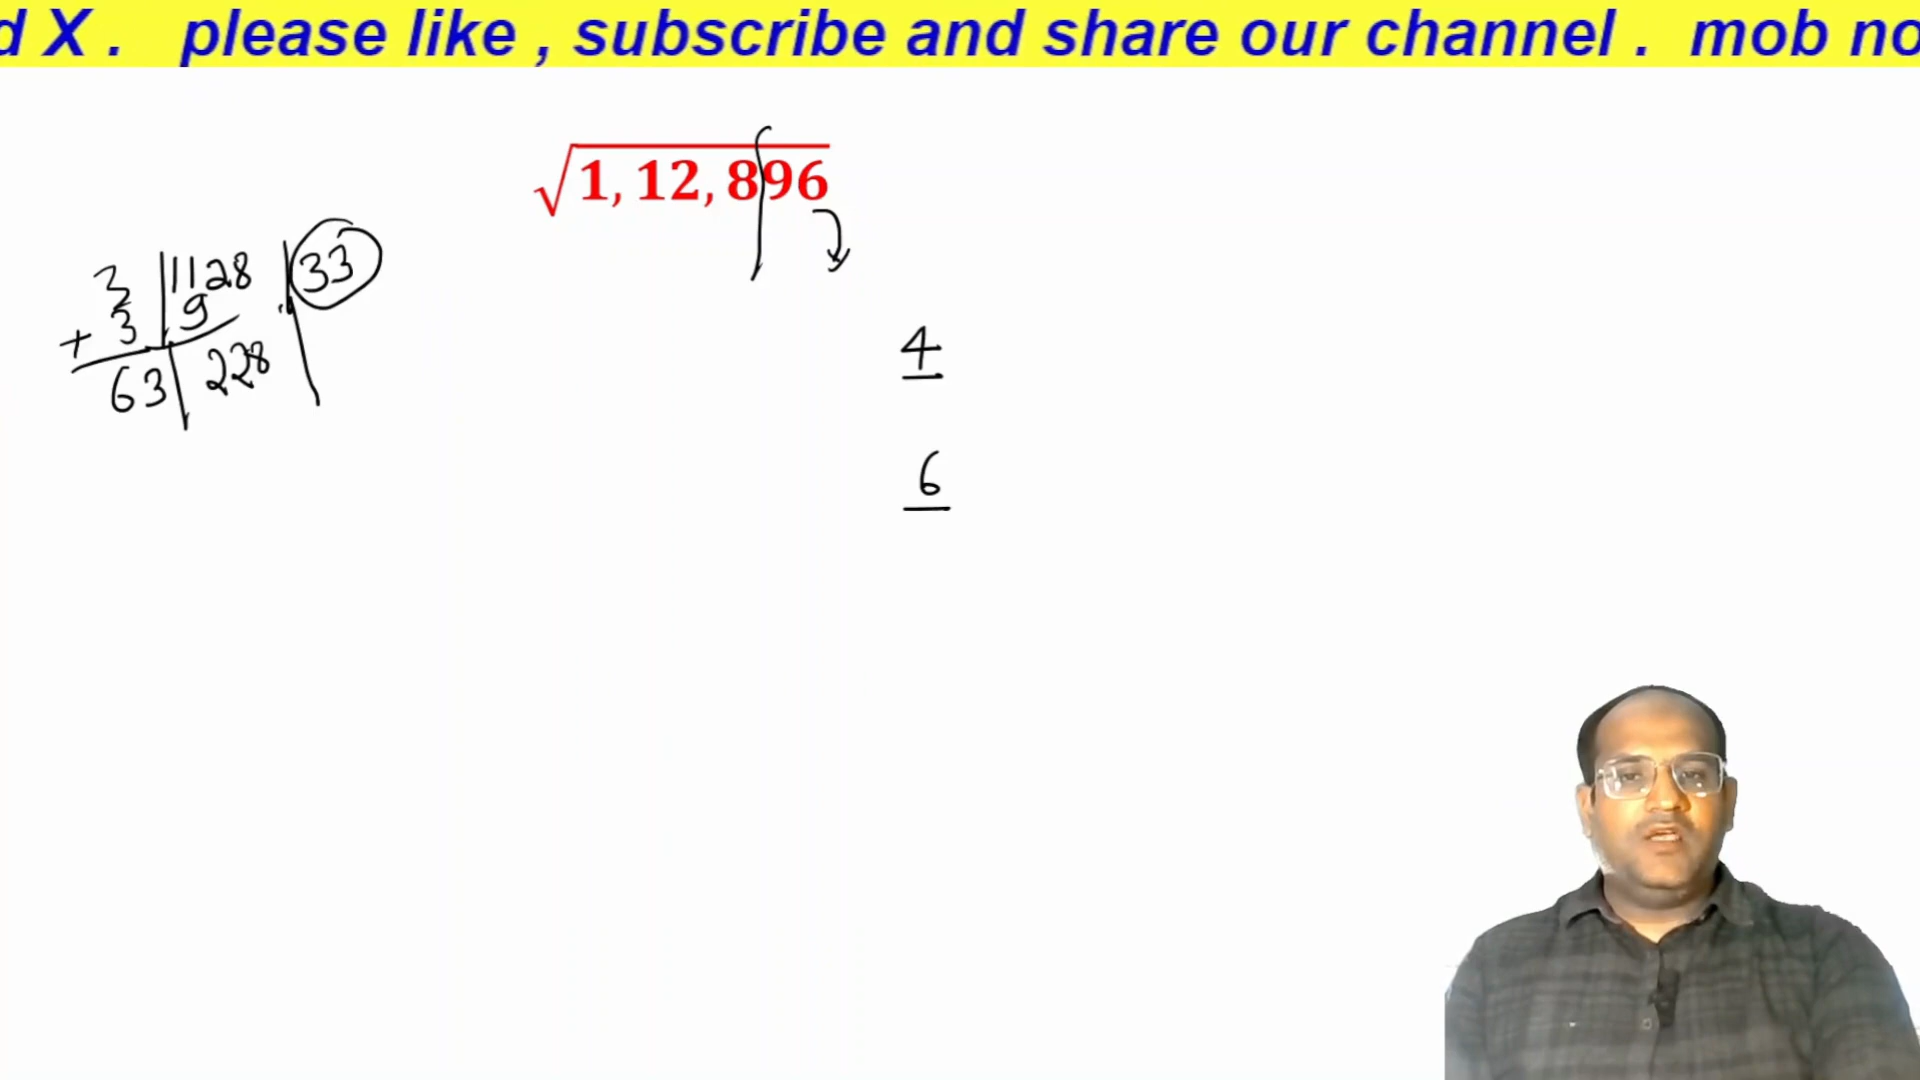 d X . please like , subscribe and share our channel . mob no
√1,12,896
3 1128 33
+ 3 9
63 228
4
6